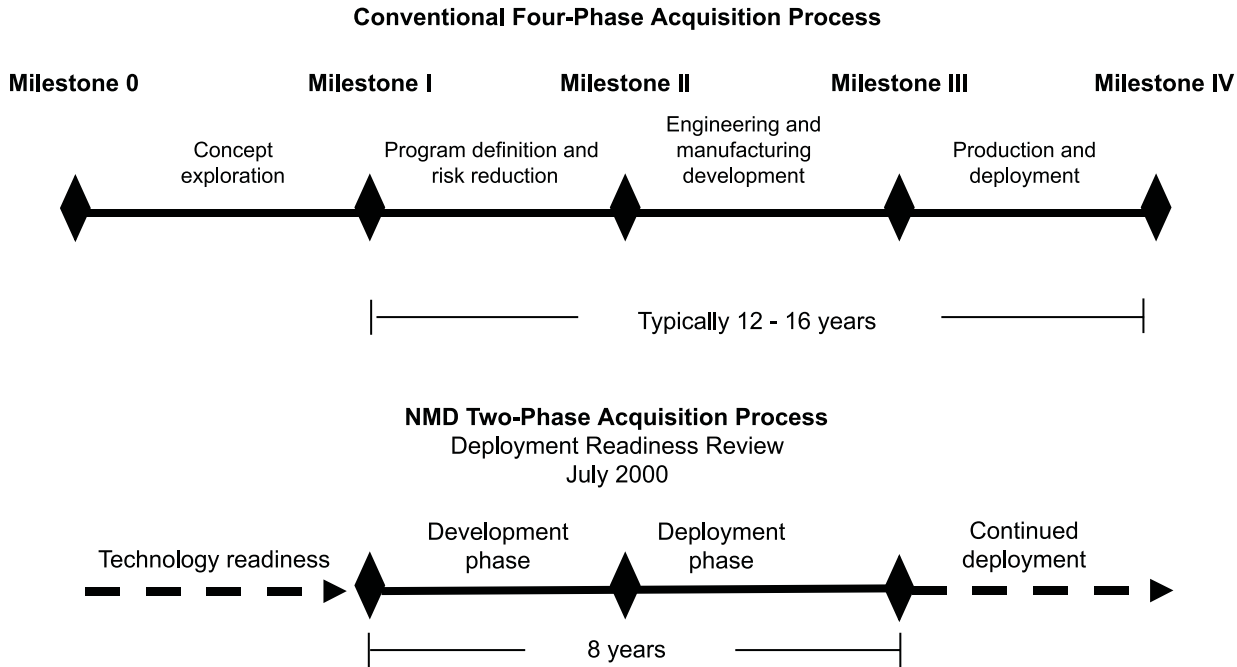 Conventional Four-Phase Acquisition Process
Milestone 0
Milestone I
Milestone II
Milestone III
Milestone IV
Concept
exploration
Program definition and
risk reduction
Engineering and
manufacturing
development
Production and
deployment
Typically 12 - 16 years
NMD Two-Phase Acquisition Process
Deployment Readiness Review
July 2000
Technology readiness
Development
phase
Deployment
phase
Continued
deployment
8 years